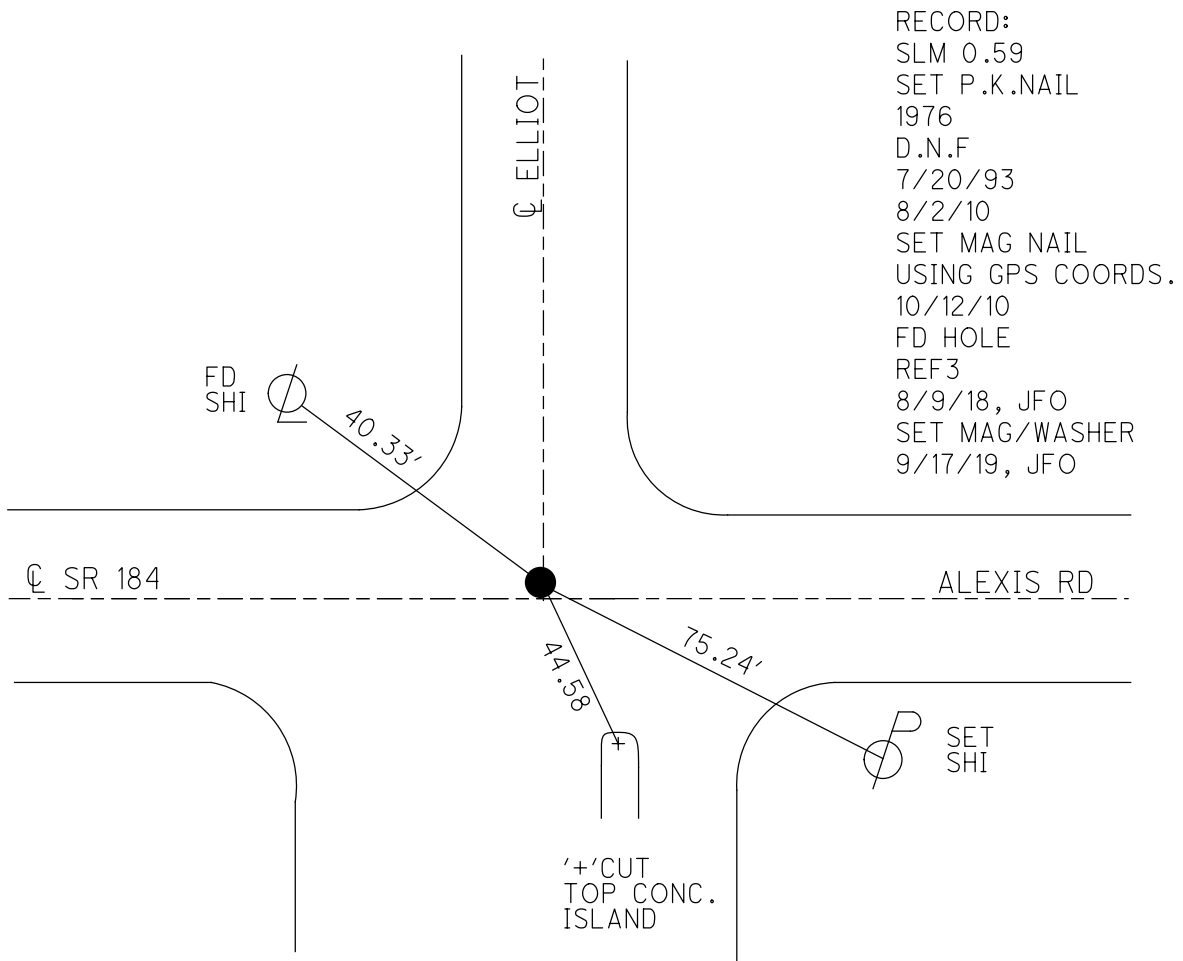 RECORD:
SLM 0.59
SET P.K.NAIL
1976
D.N.F
7/20/93
8/2/10
SET MAG NAIL
USING GPS COORDS.
10/12/10
FD HOLE
REF3
8/9/18, JFO
SET MAG/WASHER
9/17/19, JFO
℄ ELLIOT
FD
SHI
40.33'
℄ SR 184
ALEXIS RD
44.58
75.24'
SET
SHI
'+'CUT
TOP CONC.
ISLAND